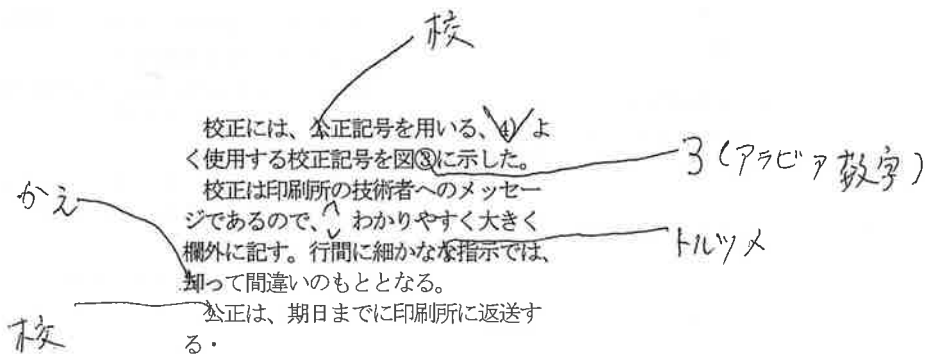 校
校正には、公正記号を用いる、4) よ
く使用する校正記号を図③に示した。
3(アラビア数字)
校正は印刷所の技術者へのメッセー
かえ
ジであるので、 わかりやすく大きく
欄外に記す。行間に細かなな指示では、
トルツメ
却って間違いのもととなる。
公正は、期日までに印刷所に返送す
校
る・